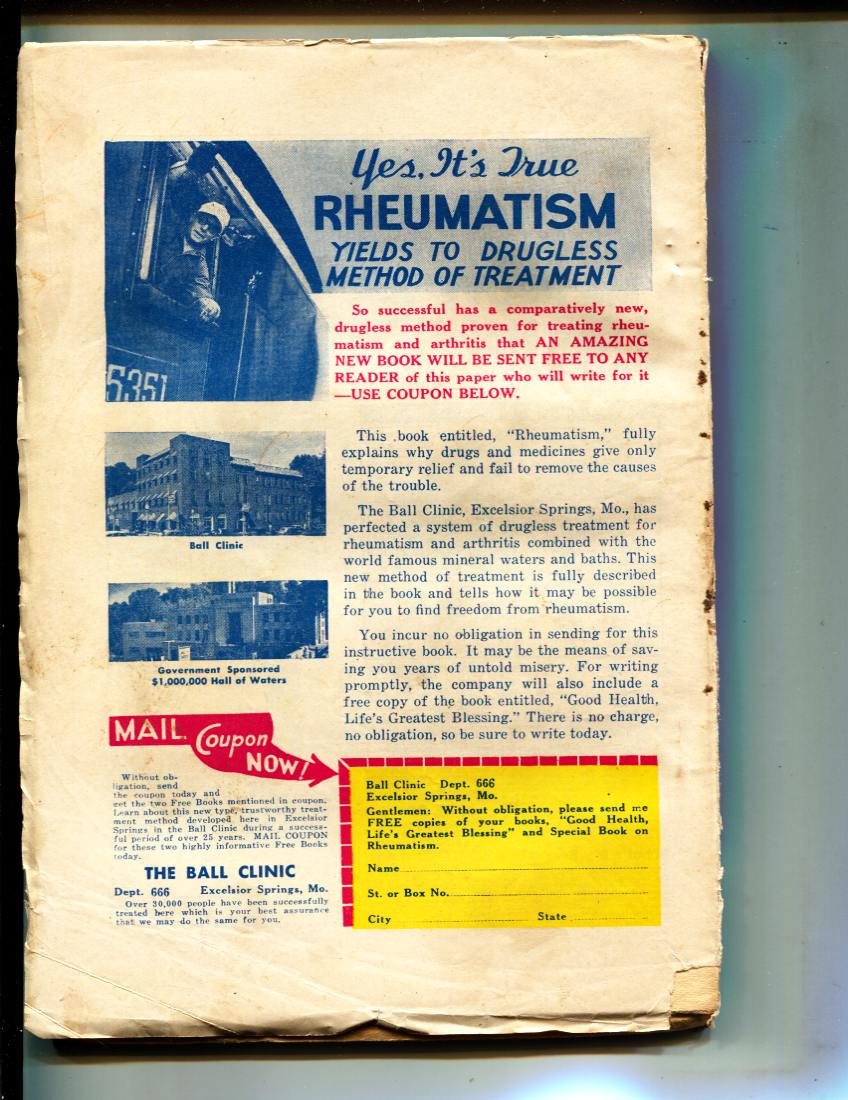 Yes, It's True
RHEUMATISM
YIELDS TO DRUGLESS
METHOD OF TREATMENT
5351
So successful has a comparatively new,
drugless method proven for treating rheu-
matism and arthritis that AN AMAZING
NEW BOOK WILL BE SENT FREE TO ANY
READER of this paper who will write for it
—USE COUPON BELOW.
This book entitled, "Rheumatism," fully
explains why drugs and medicines give only
temporary relief and fail to remove the causes
of the trouble.
The Ball Clinic, Excelsior Springs, Mo., has
perfected a system of drugless treatment for
rheumatism and arthritis combined with the
world famous mineral waters and baths. This
new method of treatment is fully described
in the book and tells how it may be possible
for you to find freedom from rheumatism.
You incur no obligation in sending for this
instructive book. It may be the means of sav-
ing you years of untold misery. For writing
promptly, the company will also include a
free copy of the book entitled, "Good Health,
Life's Greatest Blessing." There is no charge,
no obligation, so be sure to write today.
Ball Clinic
Government Sponsored
$1,000,000 Hall of Waters
MAIL
Coupon
NOW!
Without ob-
ligation, send
the coupon today and
get the two Free Books mentioned in coupon.
Learn about this new type, trustworthy treat-
ment method developed here in Excelsior
Springs in the Ball Clinic during a success-
ful period of over 25 years. MAIL COUPON
for these two highly informative Free Books
today.
THE BALL CLINIC
Dept. 666 Excelsior Springs, Mo.
Over 30,000 people have been successfully
treated here which is your best assurance
that we may do the same for you.
Ball Clinic Dept. 666
Excelsior Springs, Mo.
Gentlemen: Without obligation, please send me
FREE copies of your books, "Good Health,
Life's Greatest Blessing" and Special Book on
Rheumatism.
Name
St. or Box No.
City State